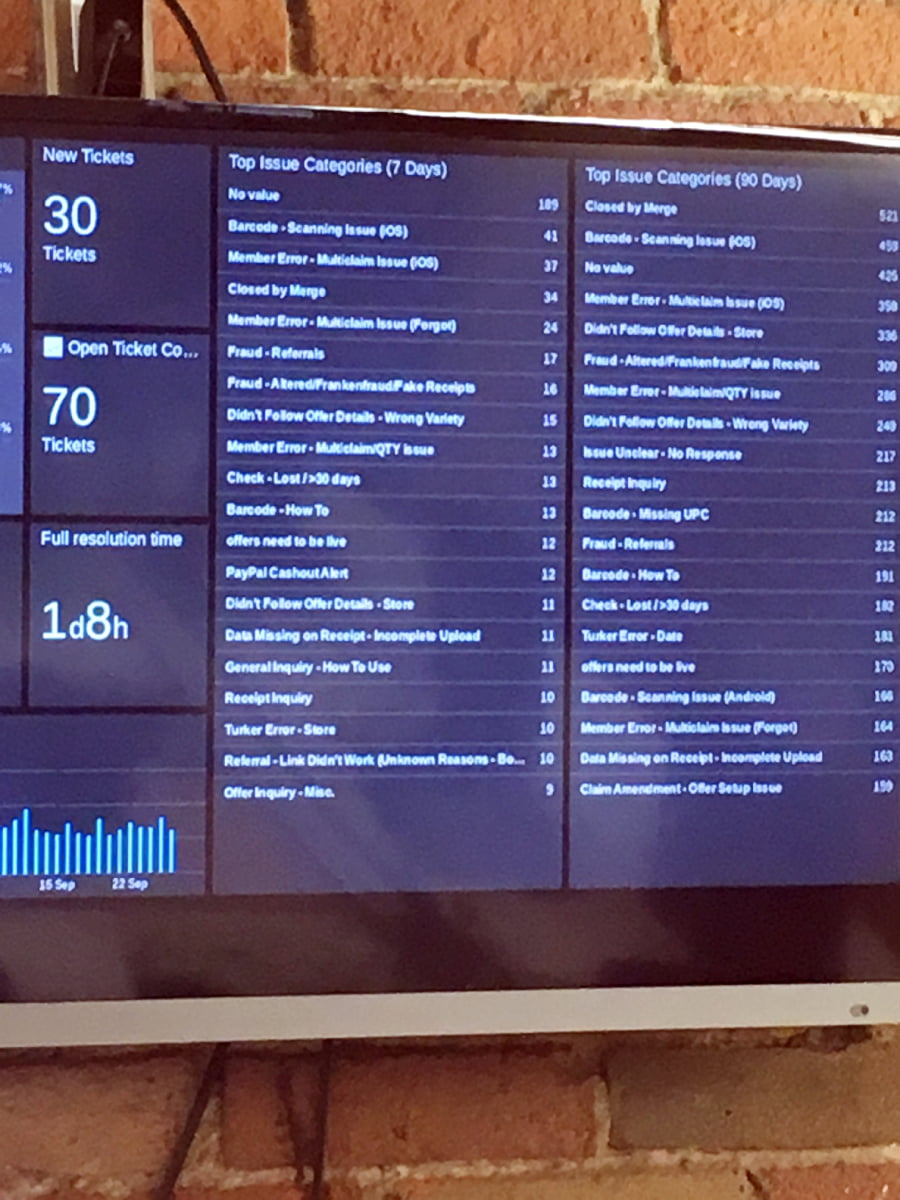 New Tickets
30
Tickets
Open Ticket Co...
70
Tickets
Full resolution time
1d8h
15 Sep 22 Sep
Top Issue Categories (7 Days)
No value 189
Barcode - Scanning Issue (iOS) 41
Member Error - Multiclaim Issue (iOS) 37
Closed by Merge 34
Member Error - Multiclaim Issue (Forgot) 24
Fraud - Referrals 17
Fraud - Altered/Frankenfraud/Fake Receipts 16
Didn't Follow Offer Details - Wrong Variety 15
Member Error - Multiclaim/QTY issue 13
Check - Lost / >30 days 13
Barcode - How To 13
offers need to be live 12
PayPal Cashout Alert 12
Didn't Follow Offer Details - Store 11
Data Missing on Receipt - Incomplete Upload 11
General Inquiry - How To Use 11
Receipt Inquiry 10
Turker Error - Store 10
Referral - Link Didn't Work (Unknown Reasons - Be... 10
Offer Inquiry - Misc. 9
Top Issue Categories (90 Days)
Closed by Merge 521
Barcode - Scanning Issue (iOS)
No value
Member Error - Multiclaim Issue (iOS)
Didn't Follow Offer Details - Store 336
Fraud - Altered/Frankenfraud/Fake Receipts 309
Member Error - Multiclaim/QTY issue
Didn't Follow Offer Details - Wrong Variety
Issue Unclear - No Response 217
Receipt Inquiry 213
Barcode - Missing UPC 212
Fraud - Referrals 212
Barcode - How To 191
Check - Lost / >30 days 182
Turker Error - Date 181
offers need to be live 170
Barcode - Scanning Issue (Android) 166
Member Error - Multiclaim Issue (Forgot) 164
Data Missing on Receipt - Incomplete Upload 163
Claim Amendment - Offer Setup Issue 159